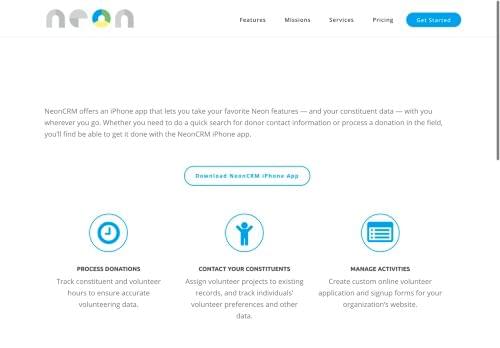 neon
Features Missions Services Pricing Get Started
NeonCRM offers an iPhone app that lets you take your favorite Neon features — and your constituent data — with you
wherever you go. Whether you need to do a quick search for donor contact information or process a donation in the field,
you'll find be able to get it done with the NeonCRM iPhone app.
Download NeonCRM iPhone App
PROCESS DONATIONS
Track constituent and volunteer
hours to ensure accurate
volunteering data.
CONTACT YOUR CONSTITUENTS
Assign volunteer projects to existing
records, and track individuals'
volunteer preferences and other
data.
MANAGE ACTIVITIES
Create custom online volunteer
application and signup forms for your
organization's website.